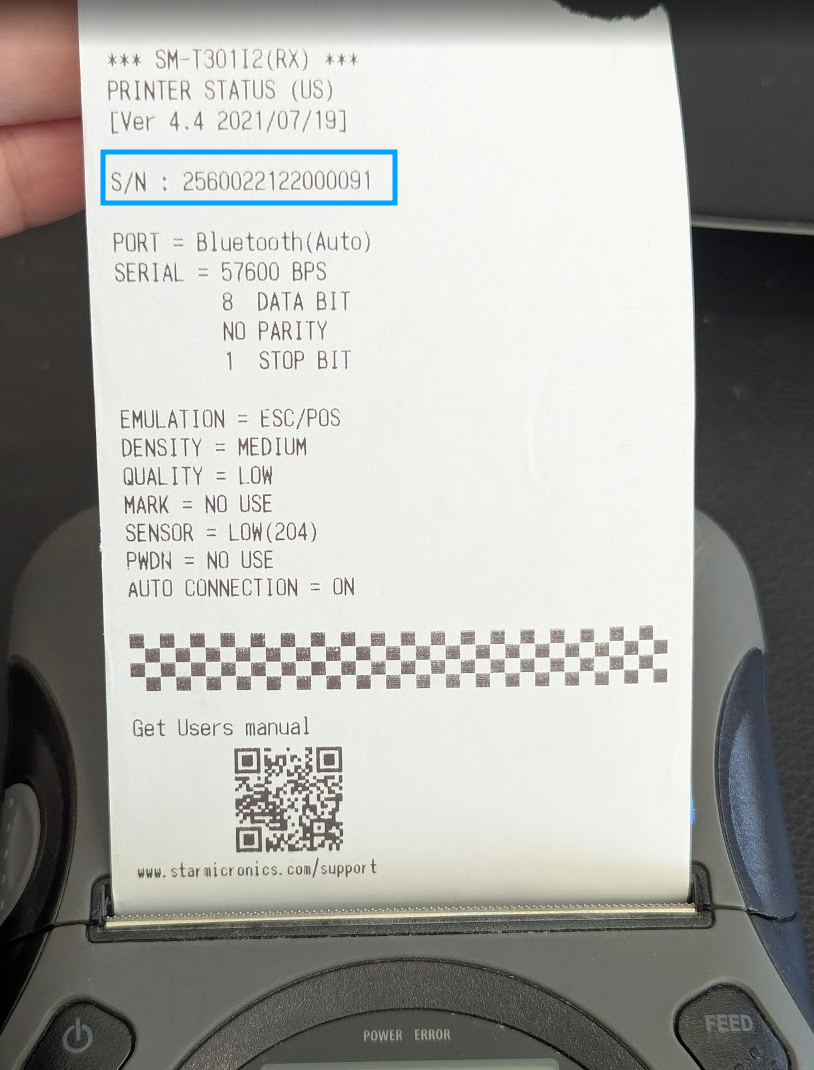 *** SM-T301I2(RX) ***
PRINTER STATUS (US)
[Ver 4.4 2021/07/19]
S/N : 2560022122000091
PORT = Bluetooth(Auto)
SERIAL = 57600 BPS
8 DATA BIT
NO PARITY
1 STOP BIT
EMULATION = ESC/POS
DENSITY = MEDIUM
QUALITY = LOW
MARK = NO USE
SENSOR = LOW(204)
PWDN = NO USE
AUTO CONNECTION = ON
Get Users manual
www.starmicronics.com/support
POWER ERROR
FEED